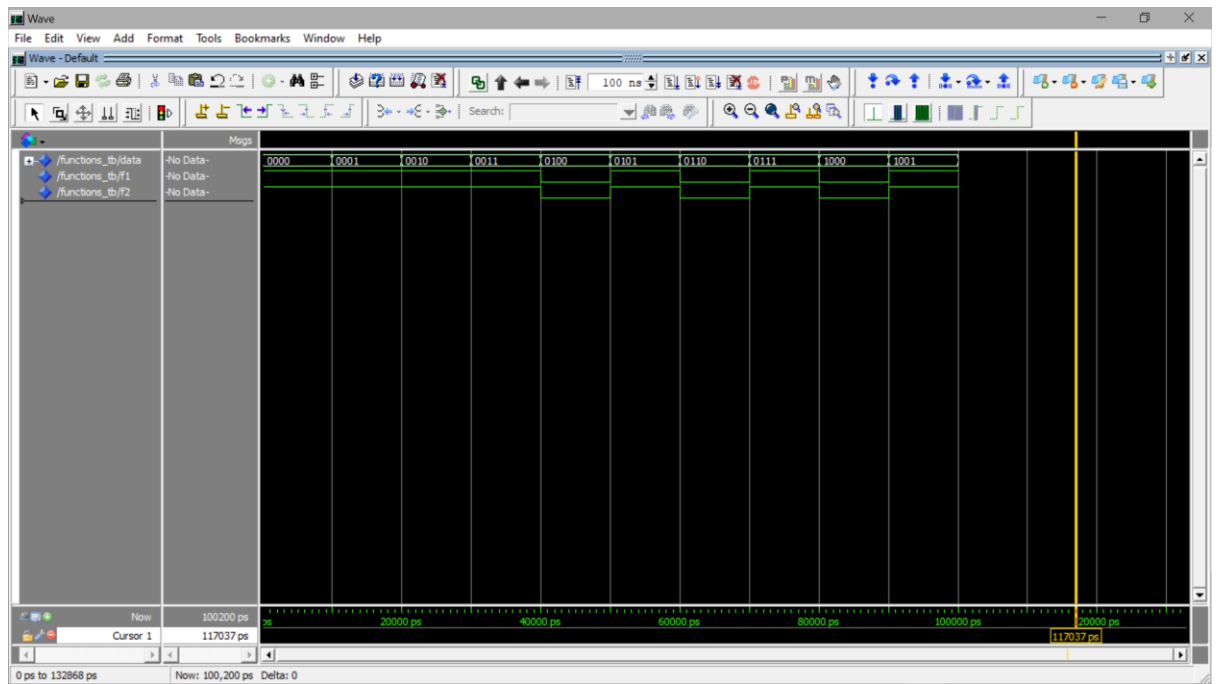 Wave
File Edit View Add Format Tools Bookmarks Window Help
Wave - Default
100 ns
Search:
Msgs
/functions_tb/data -No Data- 0000 0001 0010 0011 0100 0101 0110 0111 1000 1001
/functions_tb/f1 -No Data-
/functions_tb/f2 -No Data-
Now 100200 ps ps 20000 ps 40000 ps 60000 ps 80000 ps 100000 ps 120000 ps
Cursor 1 117037 ps 117037 ps
0 ps to 132868 ps Now: 100,200 ps Delta: 0